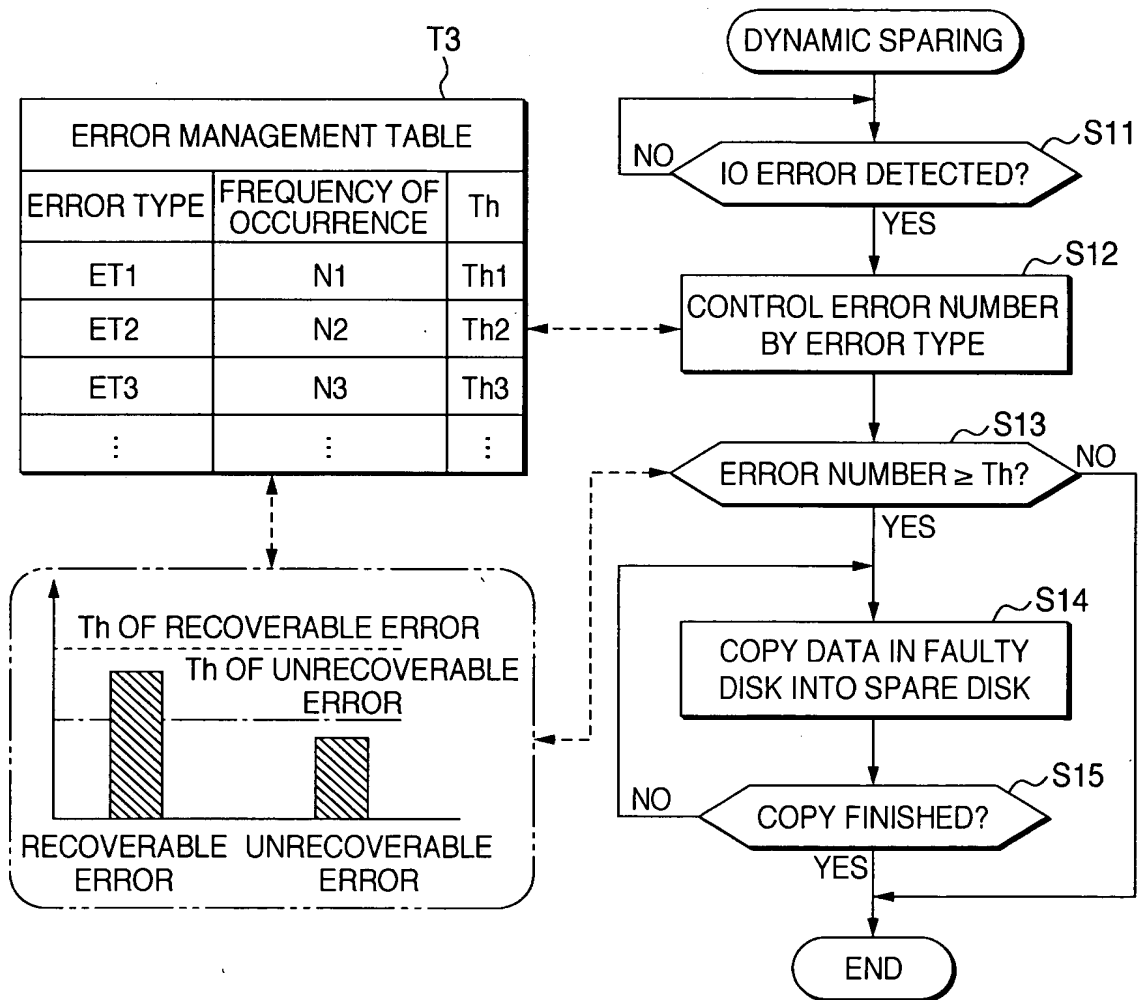 T3
ERROR MANAGEMENT TABLE
ERROR TYPE
FREQUENCY OF
OCCURRENCE
Th
ET1 N1 Th1
ET2 N2 Th2
ET3 N3 Th3
⋮ ⋮ ⋮
Th OF RECOVERABLE ERROR
Th OF UNRECOVERABLE
ERROR
RECOVERABLE
ERROR
UNRECOVERABLE
ERROR
DYNAMIC SPARING
S11
IO ERROR DETECTED?
NO
YES
S12
CONTROL ERROR NUMBER
BY ERROR TYPE
S13
ERROR NUMBER ≥ Th?
NO
YES
S14
COPY DATA IN FAULTY
DISK INTO SPARE DISK
S15
COPY FINISHED?
NO
YES
END